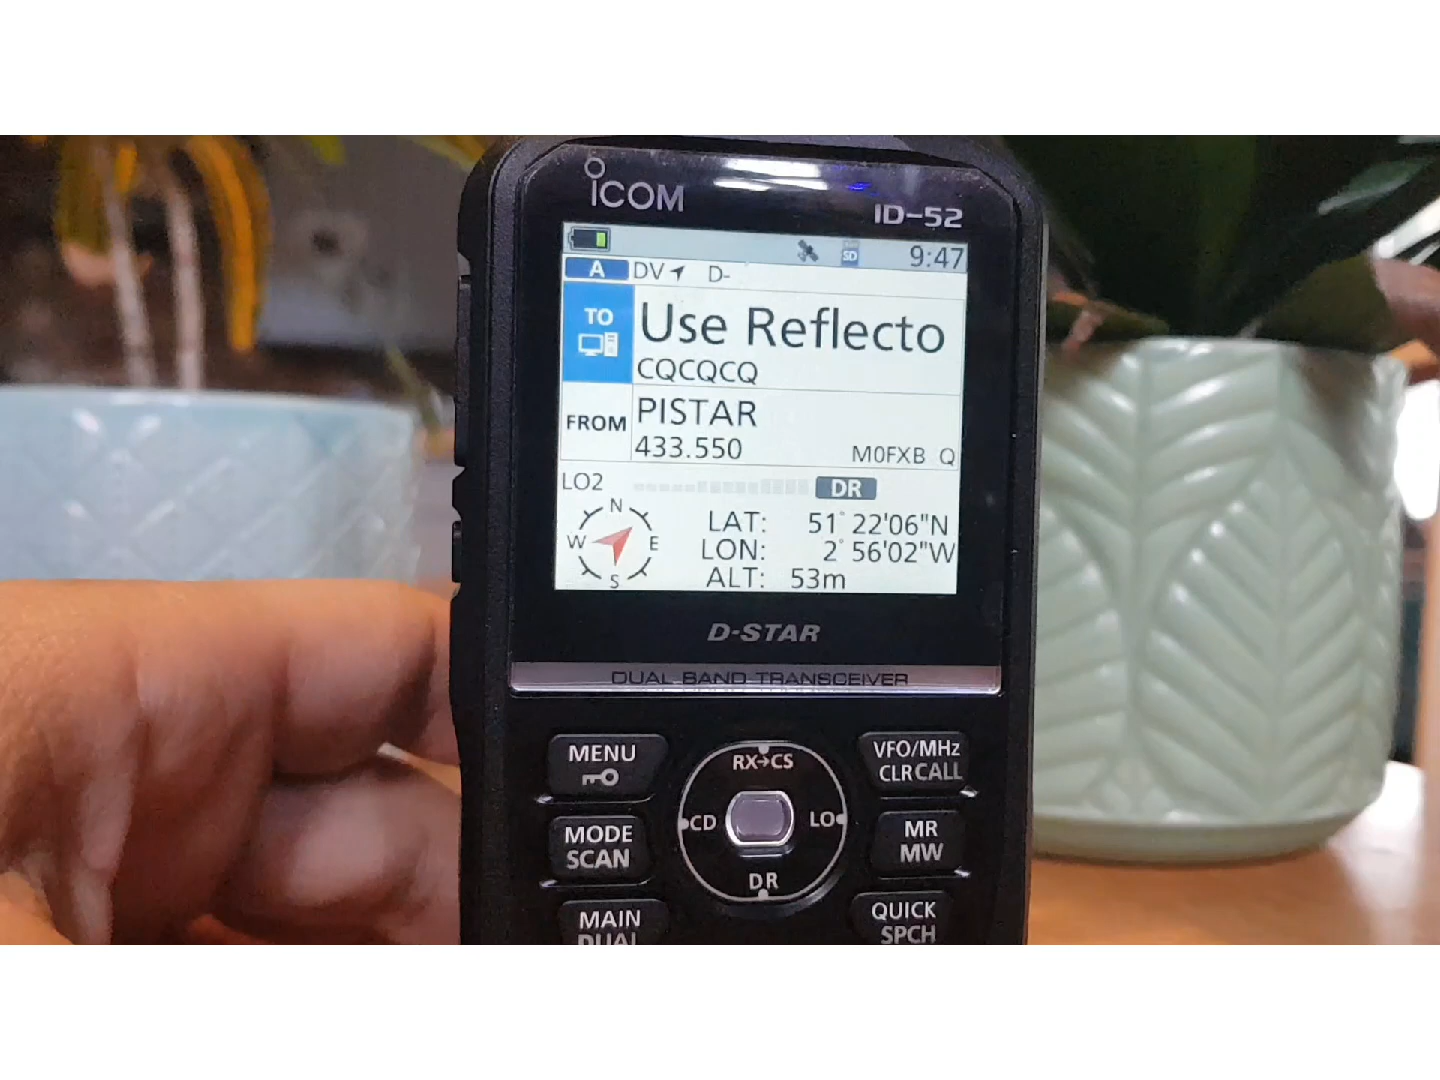 ICOM
ID-52
SD 9:47
A DV D-
TO Use Reflecto
CQCQCQ
FROM PISTAR
433.550 M0FXB Q
LO2 DR
N
W E
S
LAT: 51° 22'06"N
LON: 2° 56'02"W
ALT: 53m
D-STAR
DUAL BAND TRANSCEIVER
MENU
RX→CS
VFO/MHz
CLR CALL
CD
LO
MODE
SCAN
MR
MW
DR
MAIN
DUAL
QUICK
SPCH